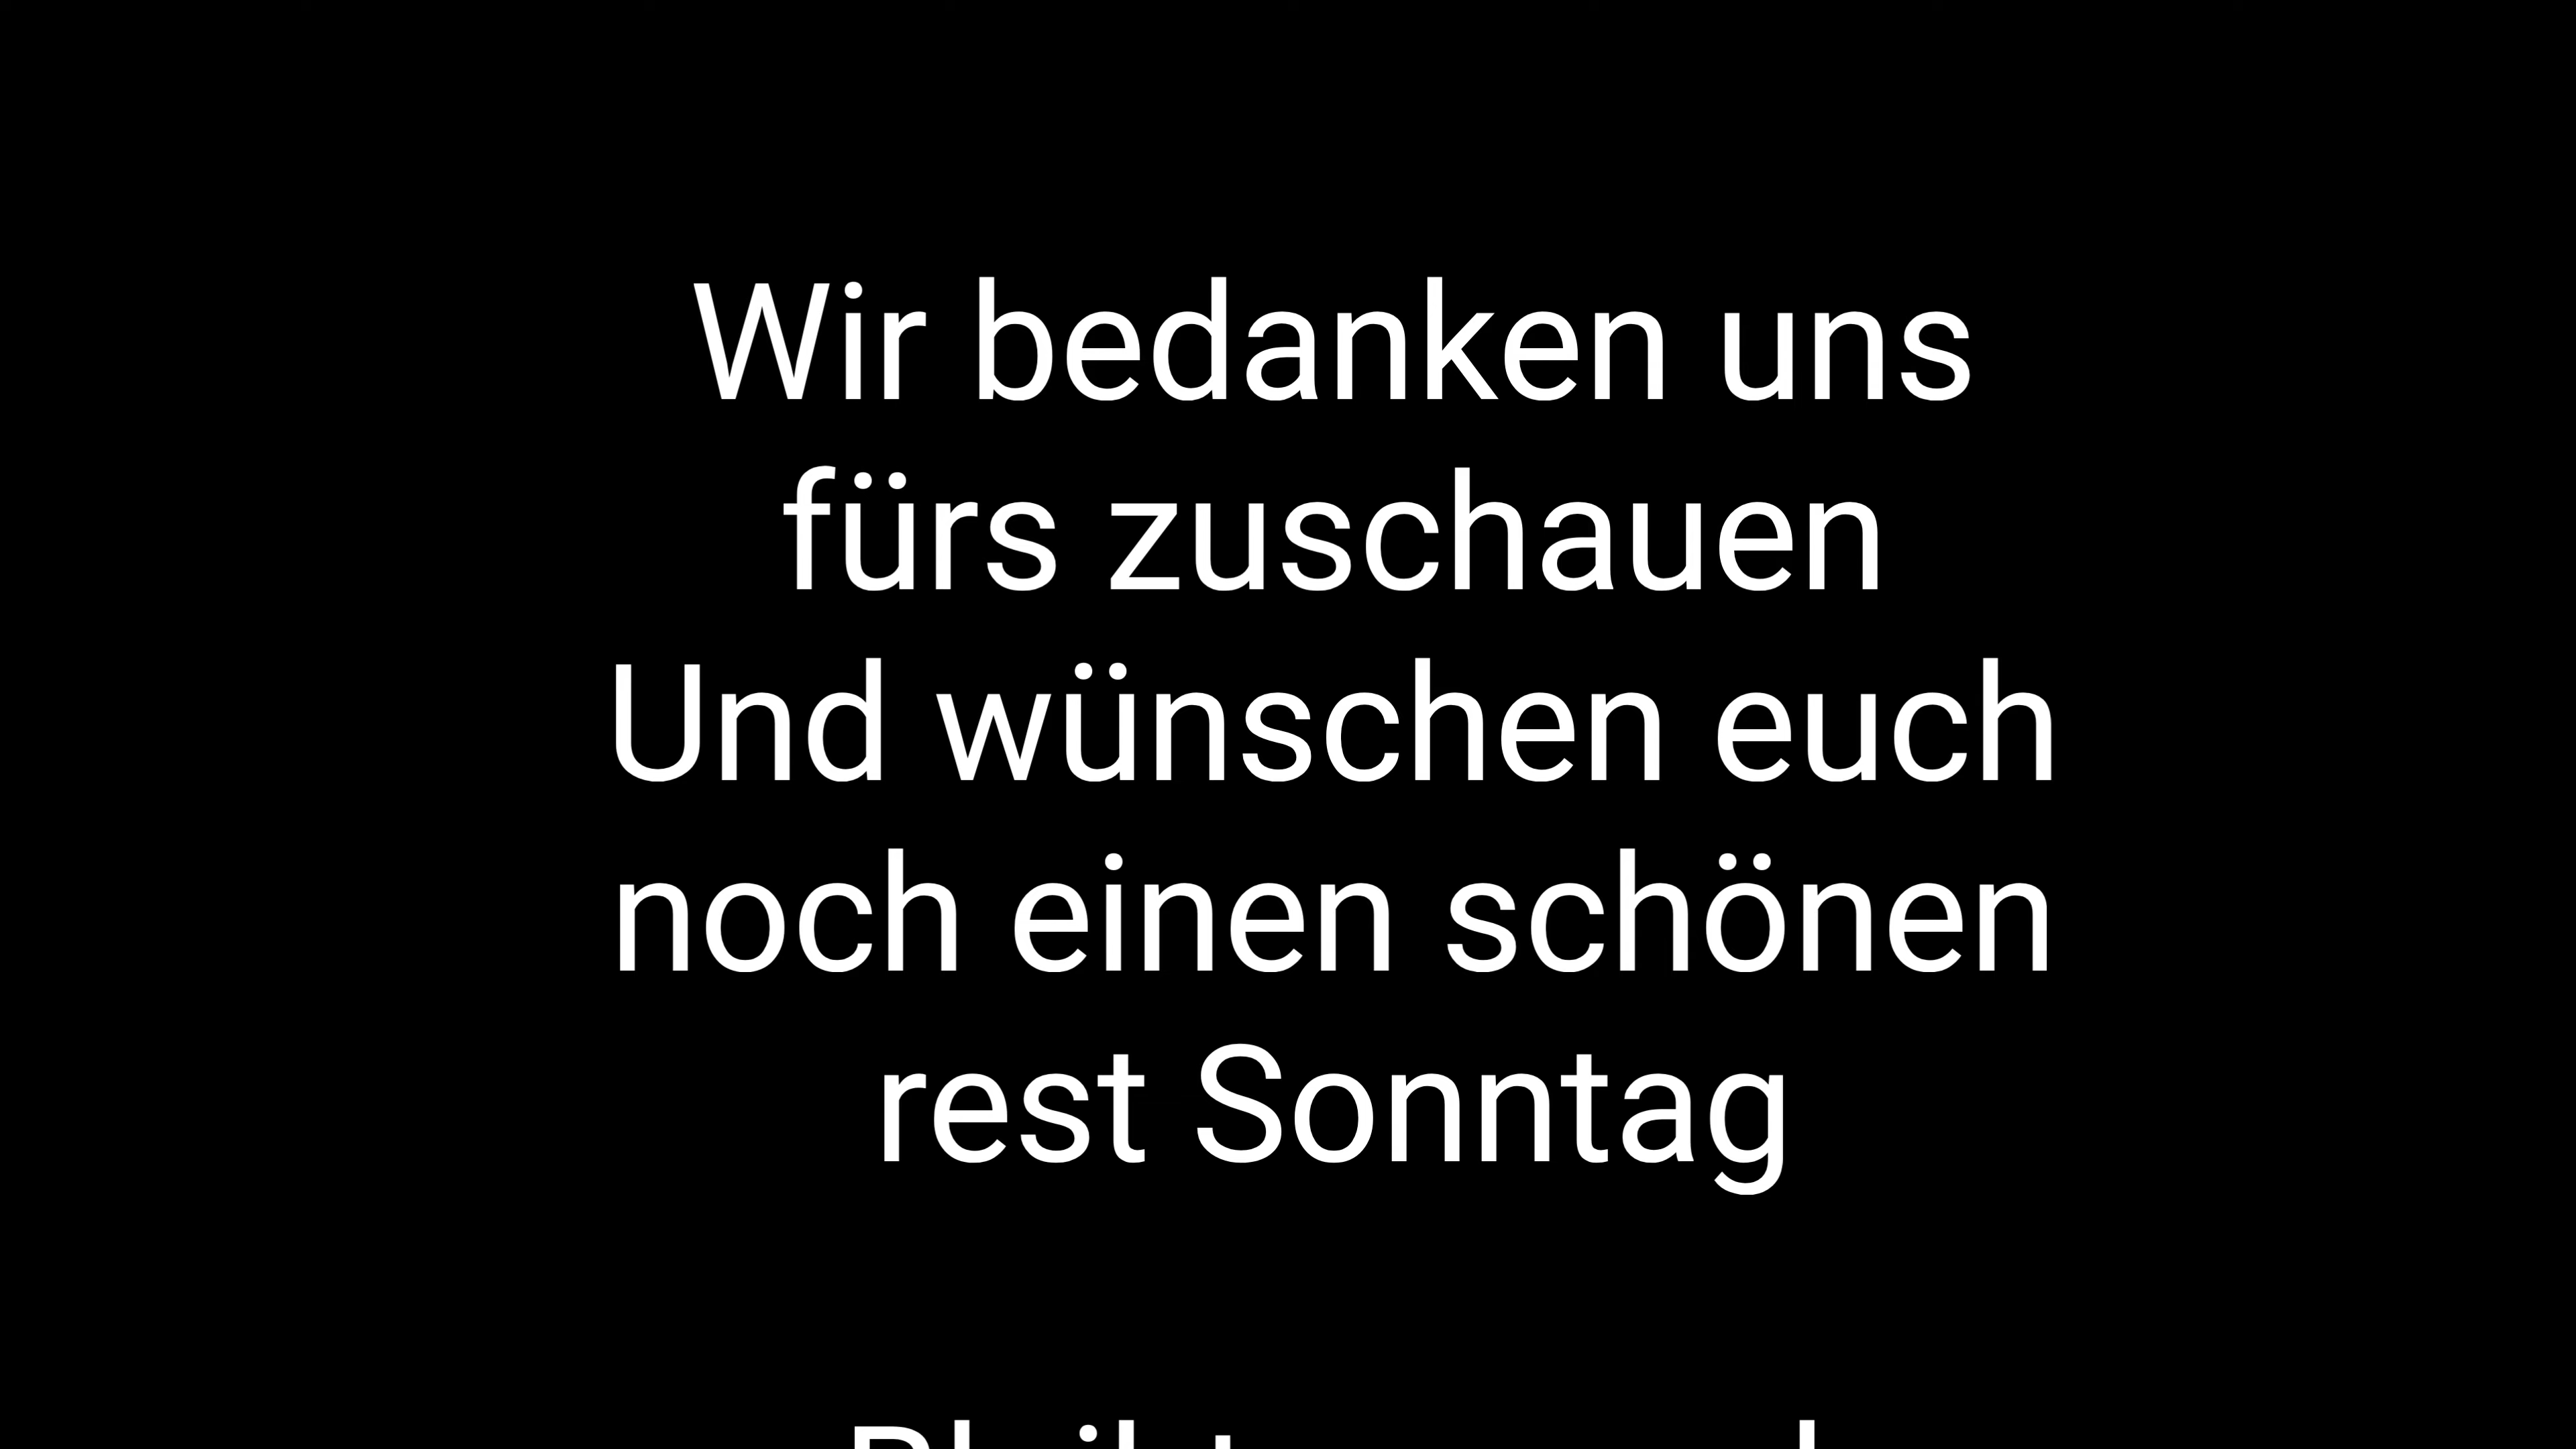 Wir bedanken uns
fürs zuschauen
Und wünschen euch
noch einen schönen
rest Sonntag